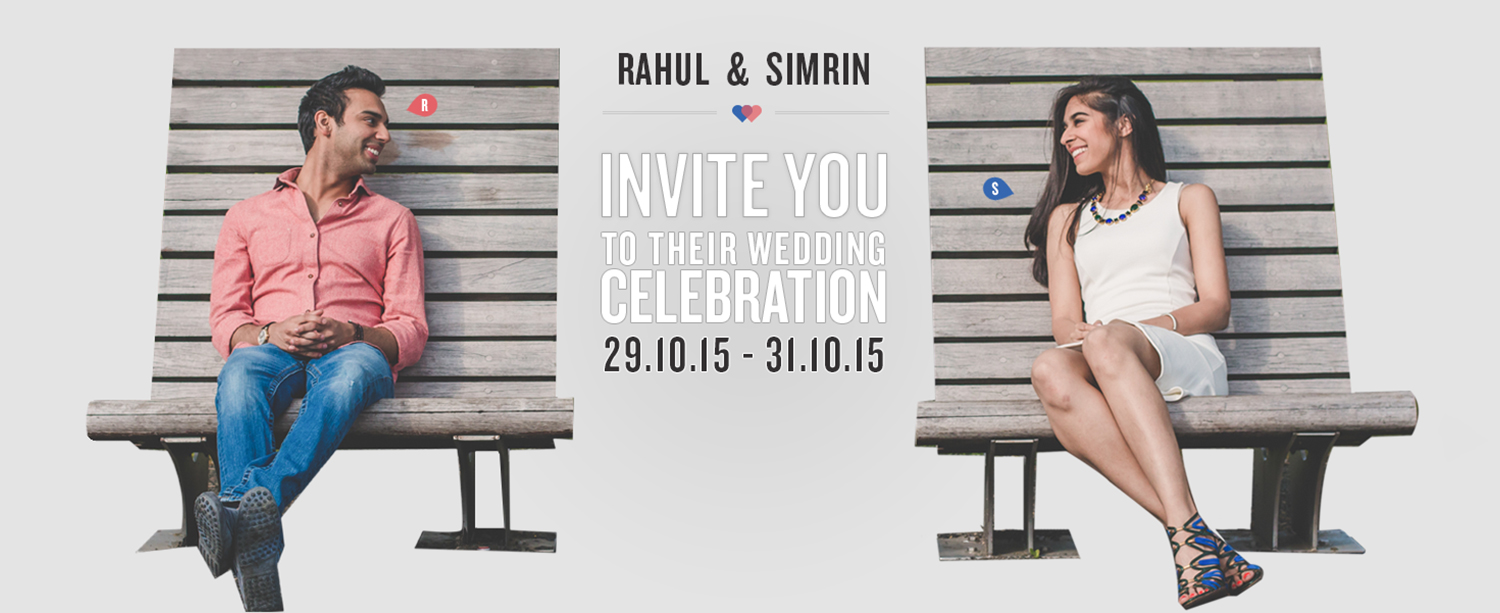 RAHUL & SIMRIN
R
INVITE YOU
S
TO THEIR WEDDING
CELEBRATION
29.10.15 - 31.10.15